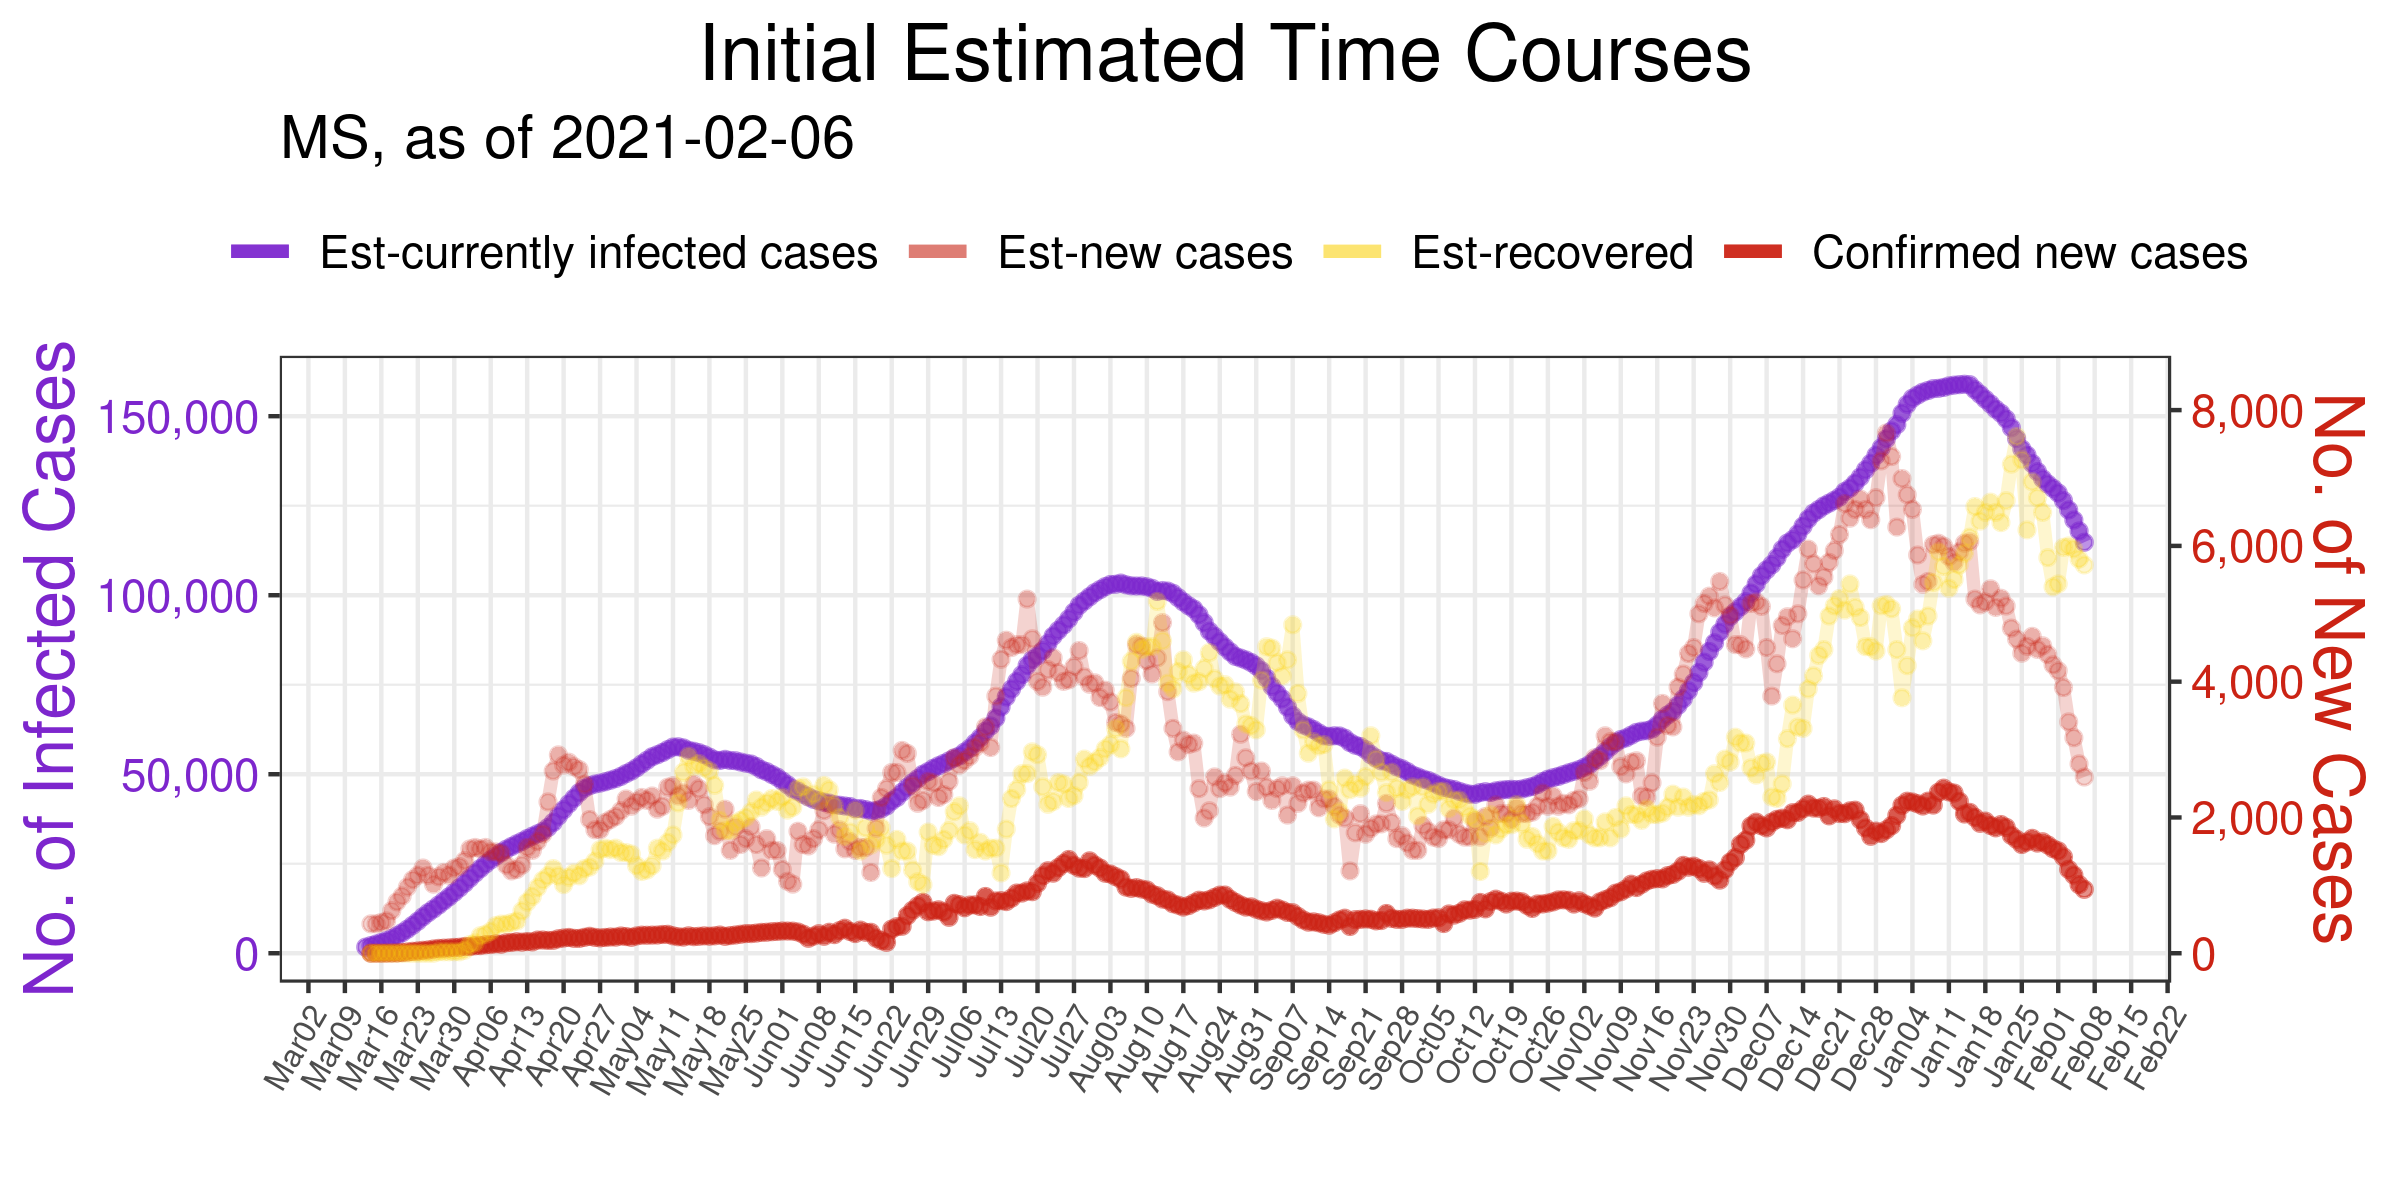 Initial Estimated Time Courses
MS, as of 2021-02-06
Est-currently infected cases Est-new cases Est-recovered Confirmed new cases
No. of Infected Cases
150,000
100,000
50,000
0
8,000
6,000
4,000
2,000
0
No. of New Cases
Mar02 Mar09 Mar16 Mar23 Mar30 Apr06 Apr13 Apr20 Apr27 May04 May11 May18 May25 Jun01 Jun08 Jun15 Jun22 Jun29 Jul06 Jul13 Jul20 Jul27 Aug03 Aug10 Aug17 Aug24 Aug31 Sep07 Sep14 Sep21 Sep28 Oct05 Oct12 Oct19 Oct26 Nov02 Nov09 Nov16 Nov23 Nov30 Dec07 Dec14 Dec21 Dec28 Jan04 Jan11 Jan18 Jan25 Feb01 Feb08 Feb15 Feb22